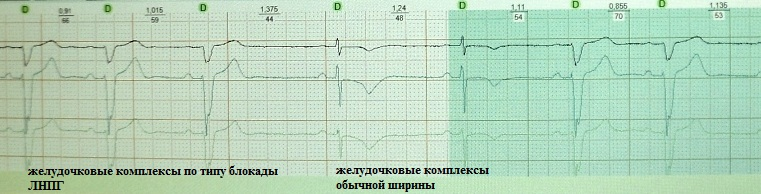 D D D D D D D
0,91 1,015 1,375 1,24 1,11 0,855 1,135
66 59 44 48 54 70 53
желудочковые комплексы по типу блокады
ЛНПГ
желудочковые комплексы
обычной ширины